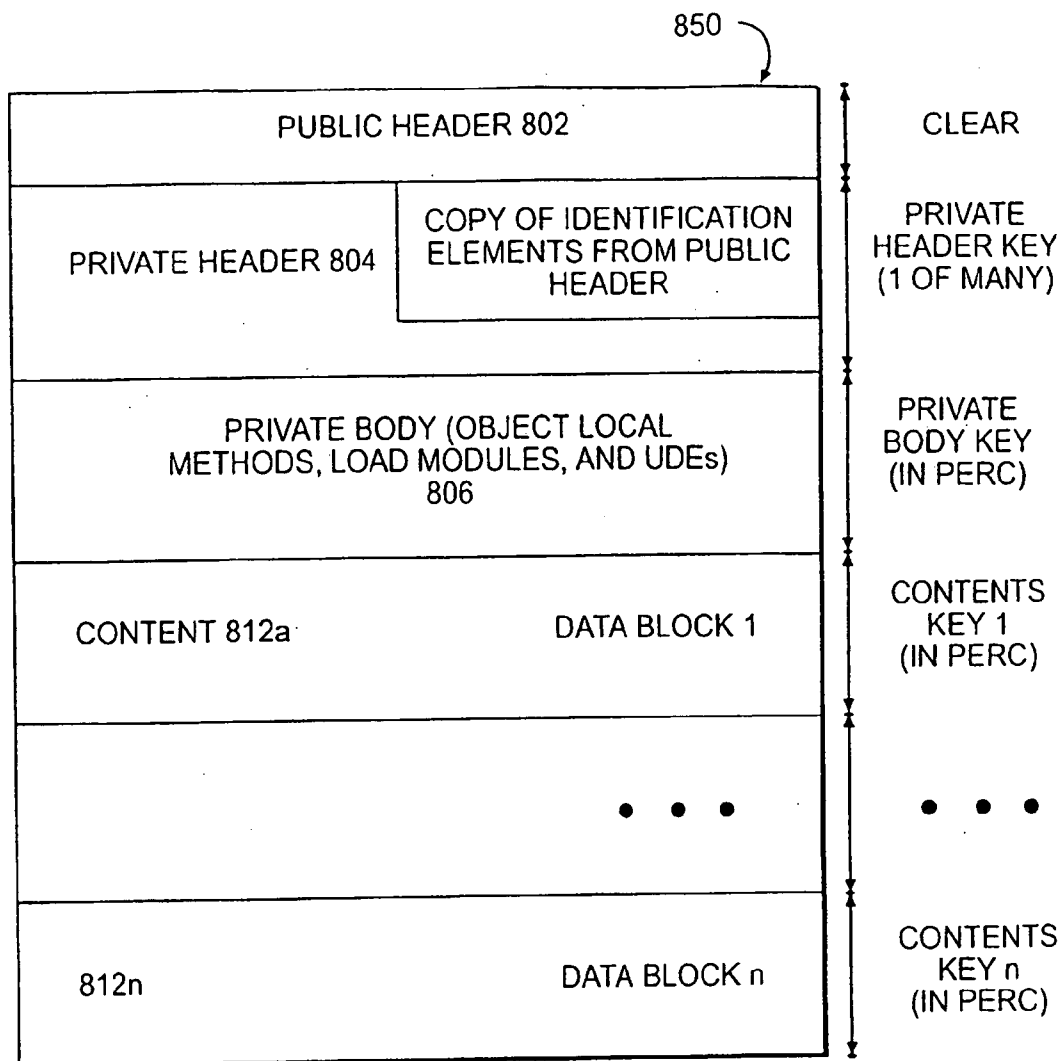 850
PUBLIC HEADER 802
CLEAR
PRIVATE HEADER 804
COPY OF IDENTIFICATION
ELEMENTS FROM PUBLIC
HEADER
PRIVATE
HEADER KEY
(1 OF MANY)
PRIVATE BODY (OBJECT LOCAL
METHODS, LOAD MODULES, AND UDEs)
806
PRIVATE
BODY KEY
(IN PERC)
CONTENT 812a
DATA BLOCK 1
CONTENTS
KEY 1
(IN PERC)
• • •
• • •
812n
DATA BLOCK n
CONTENTS
KEY n
(IN PERC)